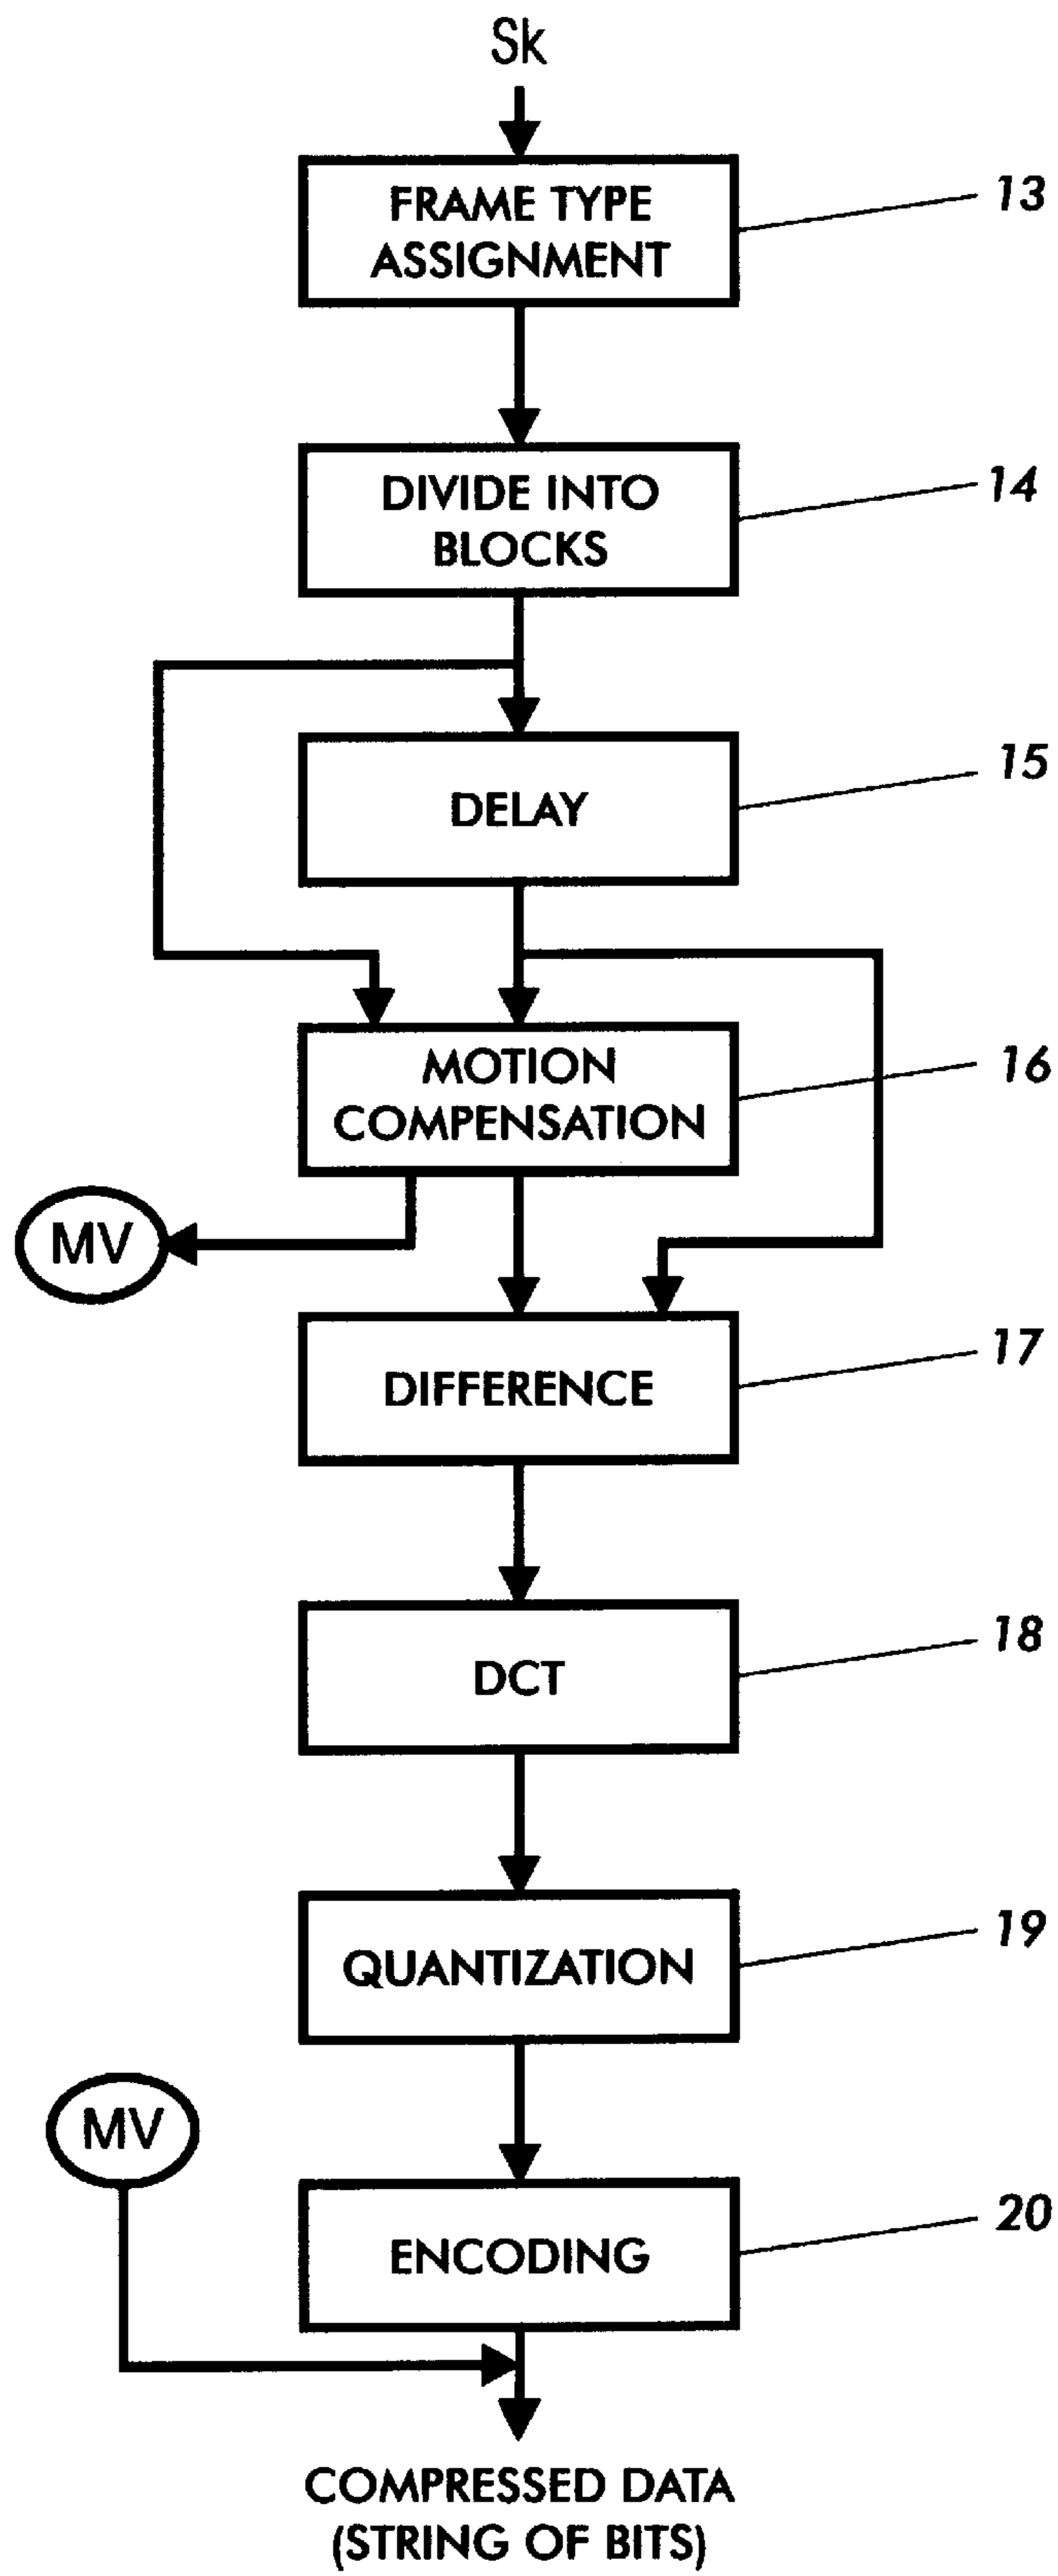 Sk
FRAME TYPE
ASSIGNMENT
13
DIVIDE INTO
BLOCKS
14
DELAY
15
MOTION
COMPENSATION
16
MV
DIFFERENCE
17
DCT
18
QUANTIZATION
19
MV
ENCODING
20
COMPRESSED DATA
(STRING OF BITS)